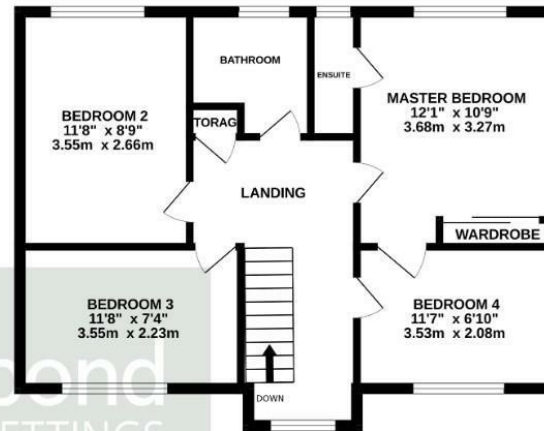 BATHROOM
ENSUITE
BEDROOM 2
11'8" x 8'9"
3.55m x 2.66m
MASTER BEDROOM
12'1" x 10'9"
3.68m x 3.27m
TORAG
LANDING
WARDROBE
BEDROOM 3
11'8" x 7'4"
3.55m x 2.23m
BEDROOM 4
11'7" x 6'10"
3.53m x 2.08m
DOWN
pond
ETTINGS